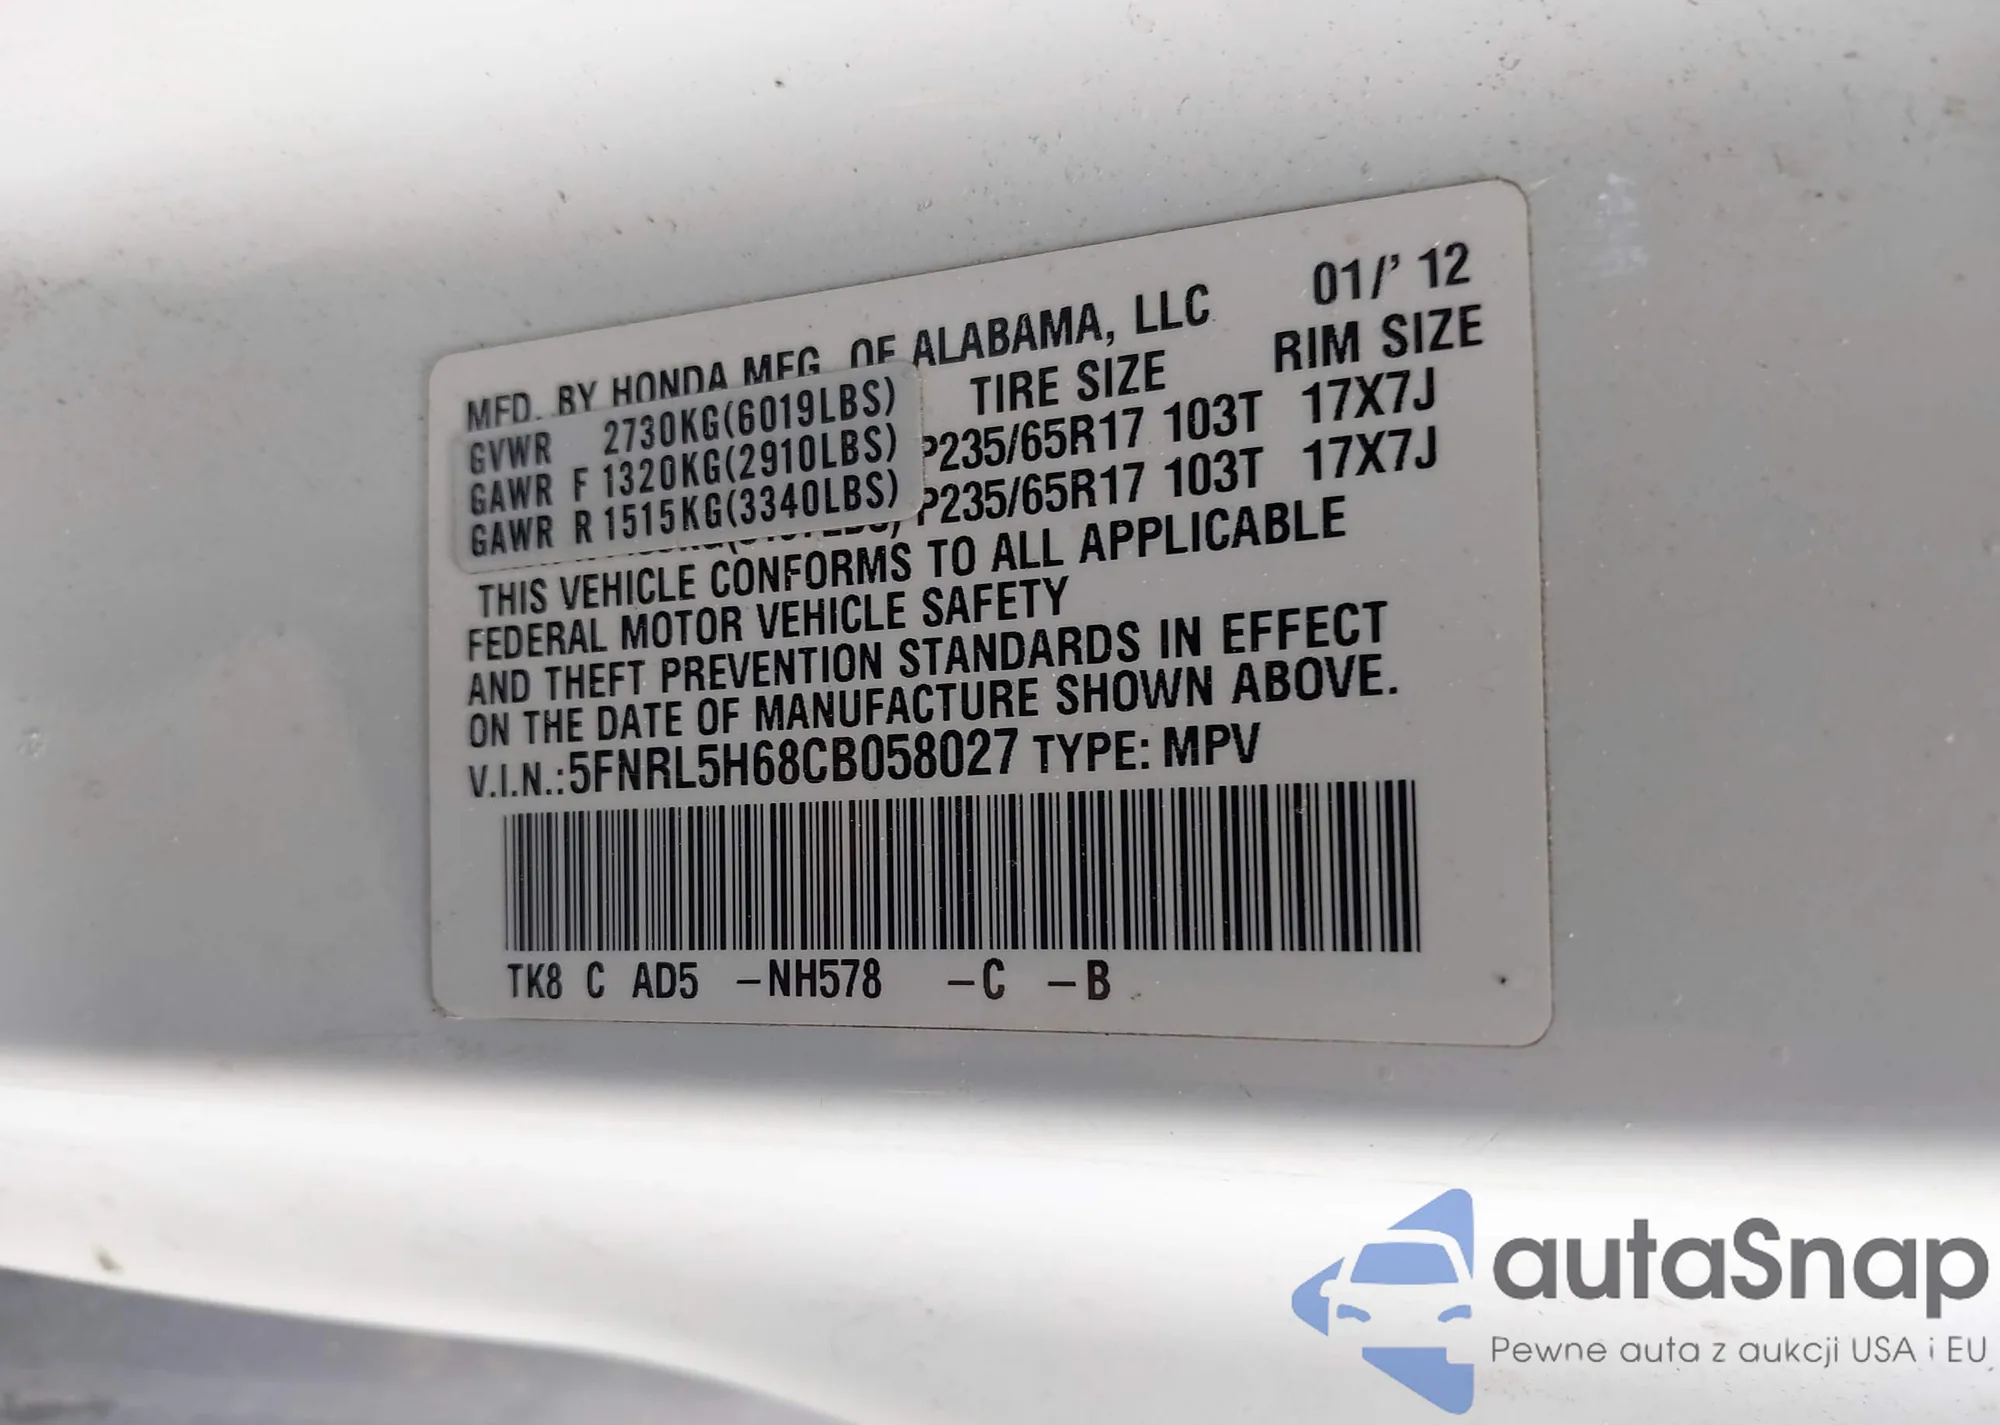 MFD. BY HONDA MFG. OF ALABAMA, LLC 01/'12
TIRE SIZE RIM SIZE
GVWR 2730KG(6019LBS)
GAWR F 1320KG(2910LBS) P235/65R17 103T 17X7J
GAWR R 1515KG(3340LBS) P235/65R17 103T 17X7J
THIS VEHICLE CONFORMS TO ALL APPLICABLE
FEDERAL MOTOR VEHICLE SAFETY
AND THEFT PREVENTION STANDARDS IN EFFECT
ON THE DATE OF MANUFACTURE SHOWN ABOVE.
V.I.N.:5FNRL5H68CB058027 TYPE: MPV
TK8 C AD5 -NH578 -C -B
autaSnap
Pewne auta z aukcji USA i EU